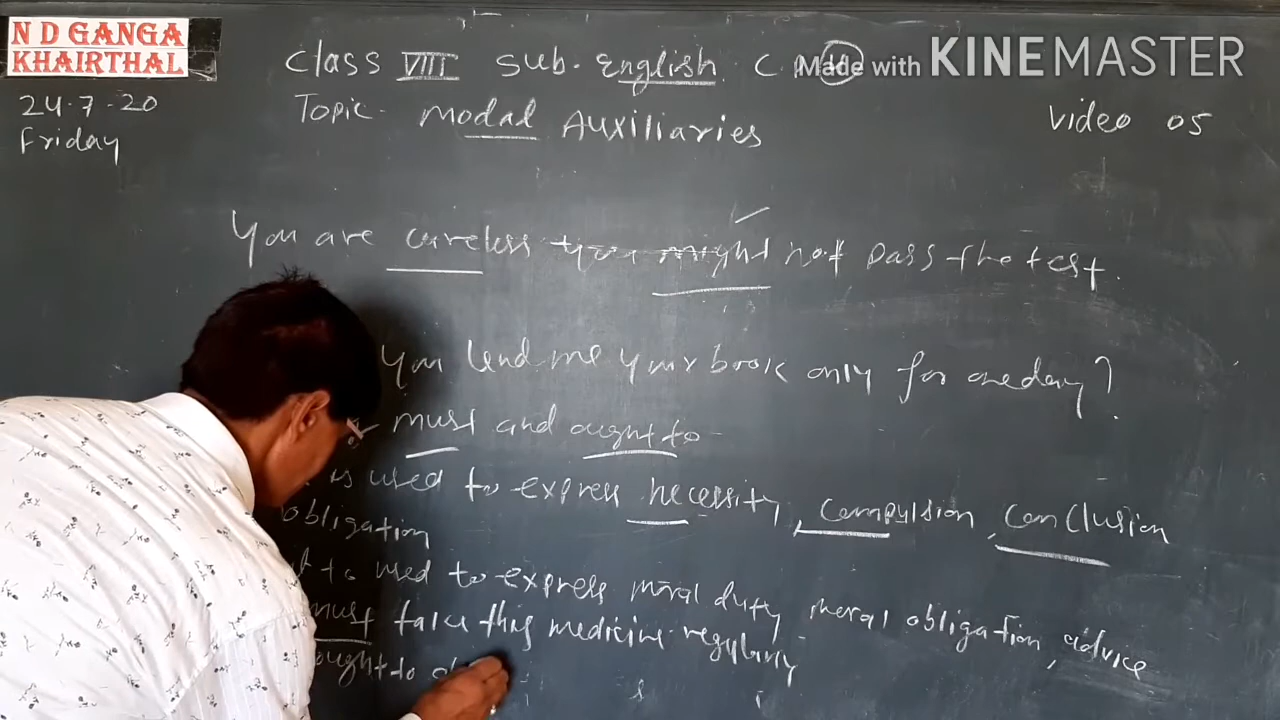 N D GANGA
KHAIRTHAL
24.7.20
Friday
Class VIII Sub. English C
Made with KINEMASTER
Topic- Modal Auxiliaries
Video 05
You are careless you might not pass the test.
you lend me your book only for one day?
must and ought to-
is used to express necessity, Compulsion, Conclusion
obligation
to used to express moral duty moral obligation, advice
must take this medicine regularly
ought to